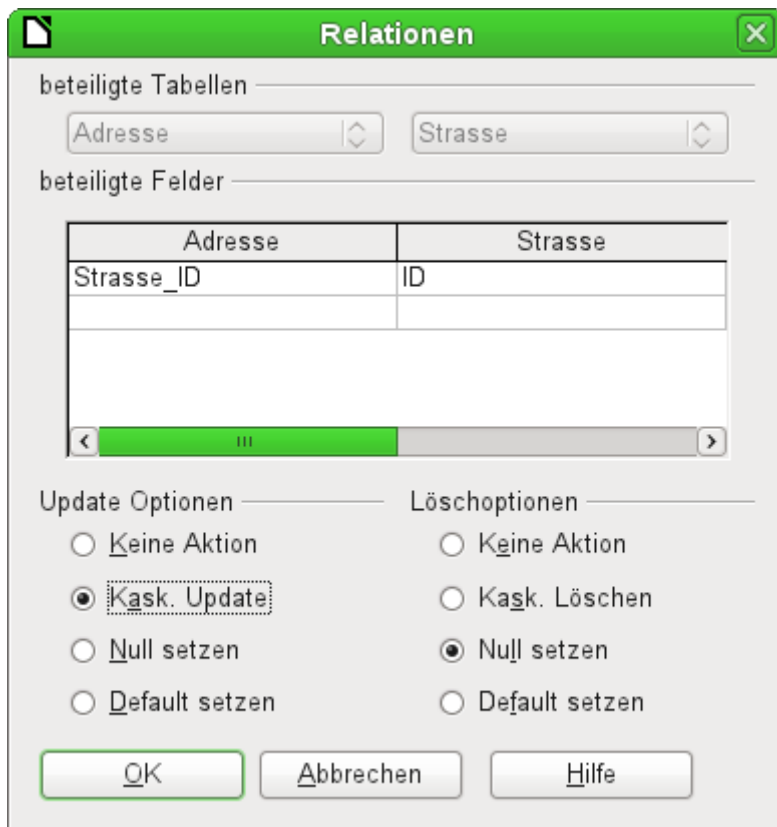 Relationen
beteiligte Tabellen
Adresse Strasse
beteiligte Felder
Adresse Strasse
Strasse_ID ID
Update Optionen Löschoptionen
Keine Aktion Keine Aktion
Kask. Update Kask. Löschen
Null setzen Null setzen
Default setzen Default setzen
OK Abbrechen Hilfe